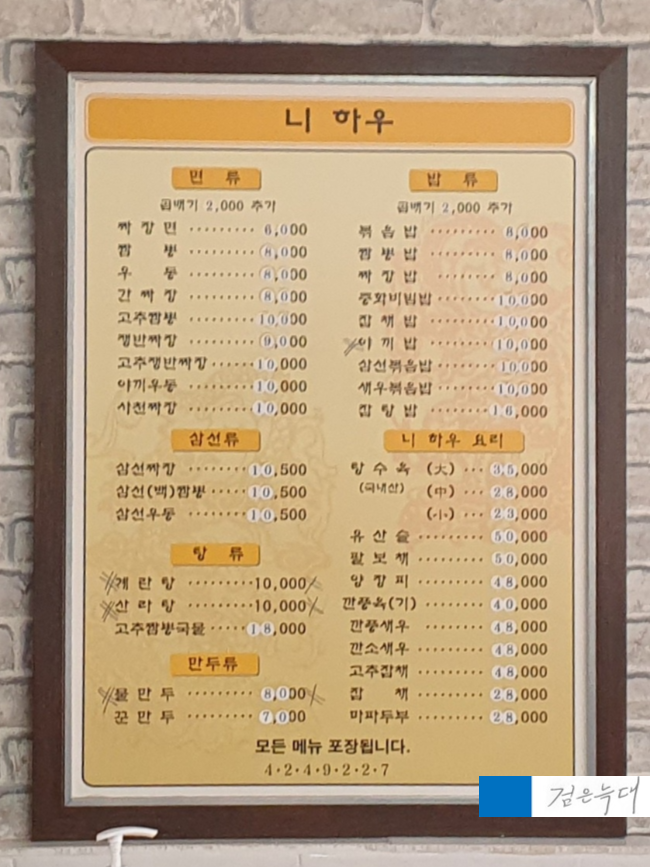 니 하우
면 류
곱배기 2,000 추가
짜 장 면 ········· 6,000
짬 뽕 ········· 8,000
우 동 ········· 8,000
간 짜 장 ········· 8,000
고추짬뽕 ········· 10,000
쟁반짜장 ········· 9,000
고추쟁반짜장 ······ 10,000
야끼우동 ········· 10,000
사천짜장 ········· 10,000
삼선류
삼선짜장 ········· 10,500
삼선(백)짬뽕 ····· 10,500
삼선우동 ········· 10,500
탕 류
계 란 탕 ········· 10,000
산 라 탕 ········· 10,000
고추짬뽕국물 ····· 18,000
만두류
물 만 두 ········· 8,000
군 만 두 ········· 7,000
밥 류
곱배기 2,000 추가
볶 음 밥 ········· 8,000
짬 뽕 밥 ········· 8,000
짜 장 밥 ········· 8,000
중화비빔밥 ······· 10,000
잡 채 밥 ········· 10,000
야 끼 밥 ········· 10,000
삼선볶음밥 ······· 10,000
새우볶음밥 ······· 10,000
잡 탕 밥 ········· 16,000
니 하우 요리
탕 수 육 (大) ··· 35,000
(국내산) (中) ··· 28,000
(小) ··· 23,000
유 산 슬 ········· 50,000
팔 보 채 ········· 50,000
양 장 피 ········· 48,000
깐풍육(기) ······· 40,000
깐풍새우 ········· 48,000
깐소새우 ········· 48,000
고추잡채 ········· 48,000
잡 채 ········· 28,000
마파두부 ········· 28,000
모든 메뉴 포장됩니다.
4·2·4·9·2·2·7
검은늑대